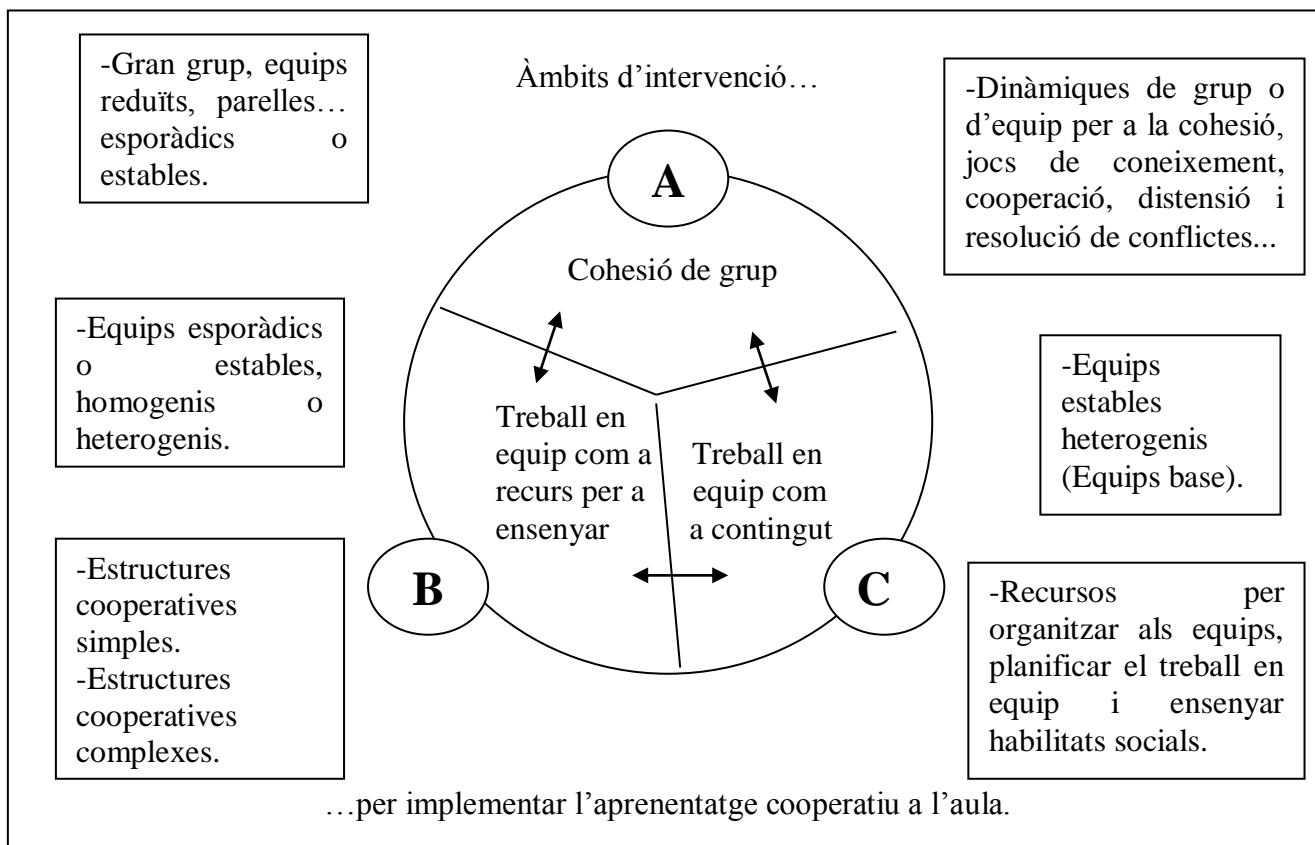 -Gran grup, equips
reduïts, parelles…
esporàdics o
estables.
Àmbits d’intervenció…
-Dinàmiques de grup o
d’equip per a la cohesió,
jocs de coneixement,
cooperació, distensió i
resolució de conflictes...
A
Cohesió de grup
-Equips esporàdics
o estables,
homogenis o
heterogenis.
-Equips
estables
heterogenis
(Equips base).
Treball en
equip com a
recurs per a
ensenyar
Treball en
equip com
a contingut
B
C
-Estructures
cooperatives
simples.
-Estructures
cooperatives
complexes.
-Recursos per
organitzar als equips,
planificar el treball en
equip i ensenyar
habilitats socials.
…per implementar l’aprenentatge cooperatiu a l’aula.